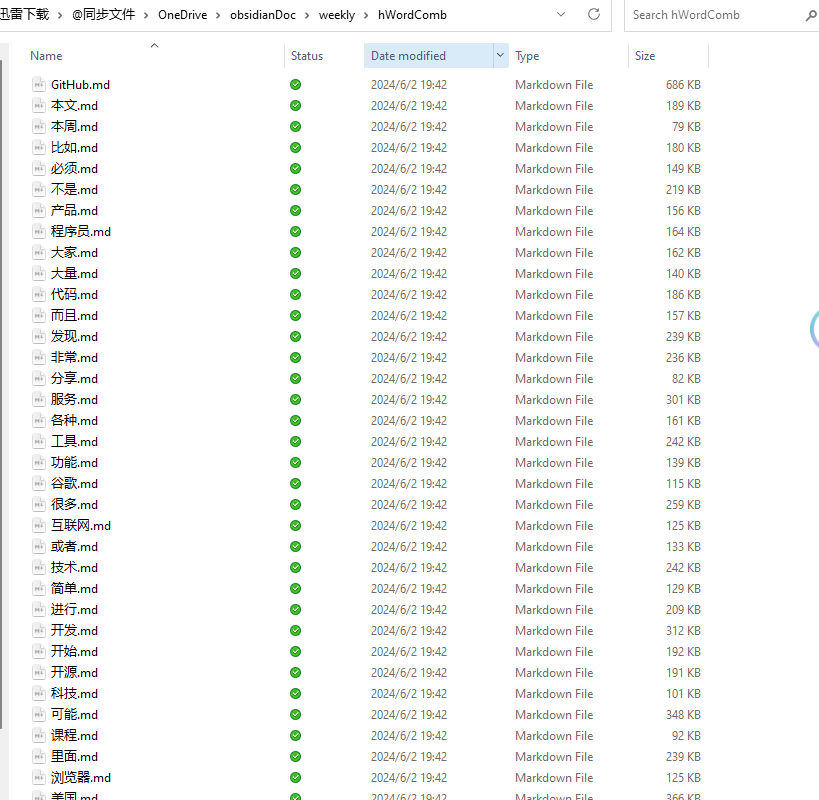 迅雷下载 > @同步文件 > OneDrive > obsidianDoc > weekly > hWordComb Search hWordComb
Name Status Date modified Type Size
GitHub.md 2024/6/2 19:42 Markdown File 686 KB
本文.md 2024/6/2 19:42 Markdown File 189 KB
本周.md 2024/6/2 19:42 Markdown File 79 KB
比如.md 2024/6/2 19:42 Markdown File 180 KB
必须.md 2024/6/2 19:42 Markdown File 149 KB
不是.md 2024/6/2 19:42 Markdown File 219 KB
产品.md 2024/6/2 19:42 Markdown File 156 KB
程序员.md 2024/6/2 19:42 Markdown File 164 KB
大家.md 2024/6/2 19:42 Markdown File 162 KB
大量.md 2024/6/2 19:42 Markdown File 140 KB
代码.md 2024/6/2 19:42 Markdown File 186 KB
而且.md 2024/6/2 19:42 Markdown File 157 KB
发现.md 2024/6/2 19:42 Markdown File 239 KB
非常.md 2024/6/2 19:42 Markdown File 236 KB
分享.md 2024/6/2 19:42 Markdown File 82 KB
服务.md 2024/6/2 19:42 Markdown File 301 KB
各种.md 2024/6/2 19:42 Markdown File 161 KB
工具.md 2024/6/2 19:42 Markdown File 242 KB
功能.md 2024/6/2 19:42 Markdown File 139 KB
谷歌.md 2024/6/2 19:42 Markdown File 115 KB
很多.md 2024/6/2 19:42 Markdown File 259 KB
互联网.md 2024/6/2 19:42 Markdown File 125 KB
或者.md 2024/6/2 19:42 Markdown File 133 KB
技术.md 2024/6/2 19:42 Markdown File 242 KB
简单.md 2024/6/2 19:42 Markdown File 129 KB
进行.md 2024/6/2 19:42 Markdown File 209 KB
开发.md 2024/6/2 19:42 Markdown File 312 KB
开始.md 2024/6/2 19:42 Markdown File 192 KB
开源.md 2024/6/2 19:42 Markdown File 191 KB
科技.md 2024/6/2 19:42 Markdown File 101 KB
可能.md 2024/6/2 19:42 Markdown File 348 KB
课程.md 2024/6/2 19:42 Markdown File 92 KB
里面.md 2024/6/2 19:42 Markdown File 239 KB
浏览器.md 2024/6/2 19:42 Markdown File 125 KB
美国.md 2024/6/2 19:42 Markdown File 366 KB